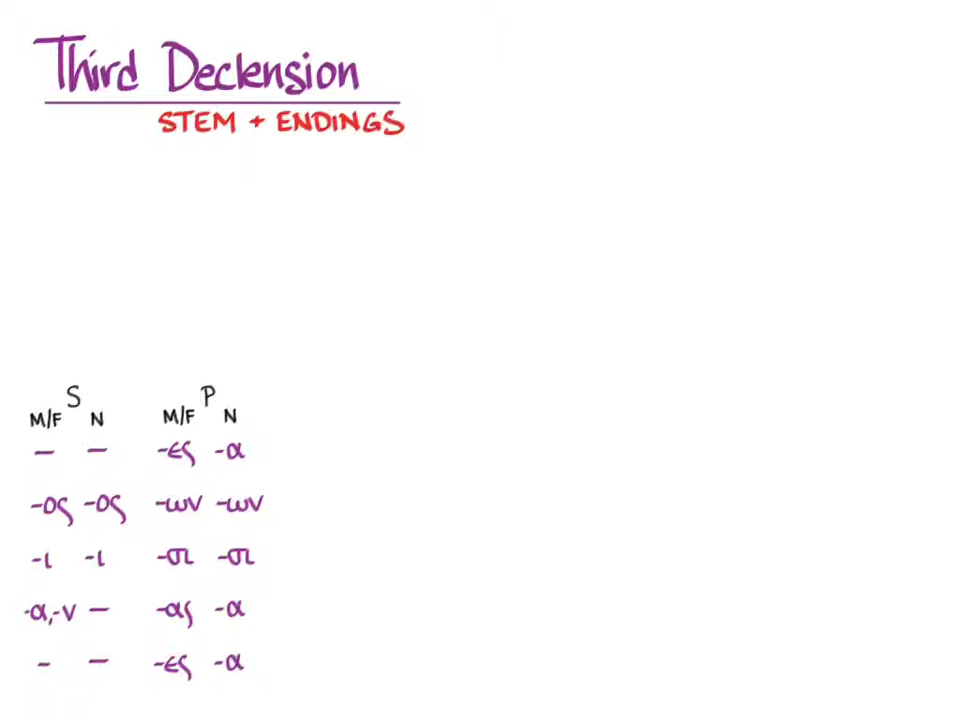 Third Declension
STEM + ENDINGS
S P
M/F N M/F N
– – -ες -α
-ος -ος -ων -ων
-ι -ι -σι -σι
-α,-ν – -ας -α
- – -ες -α